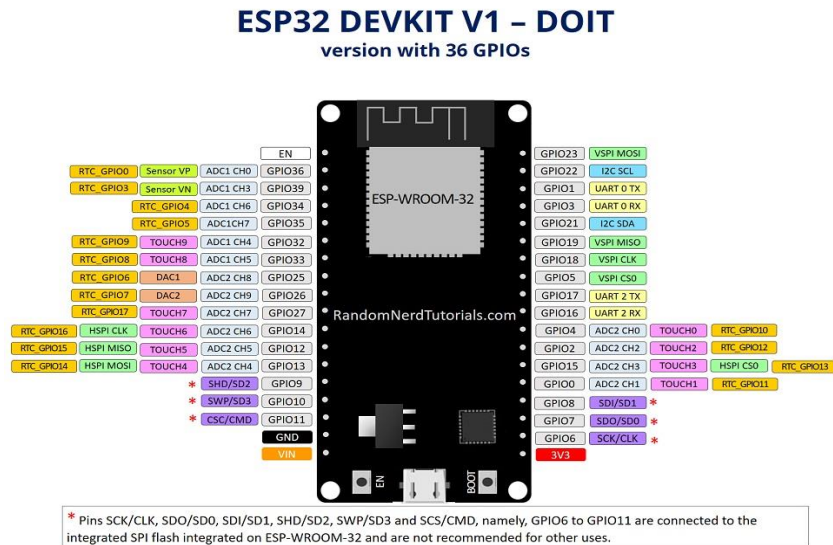 ESP32 DEVKIT V1 – DOIT
version with 36 GPIOs
EN
RTC_GPIO0 Sensor VP ADC1 CH0 GPIO36
RTC_GPIO3 Sensor VN ADC1 CH3 GPIO39
RTC_GPIO4 ADC1 CH6 GPIO34
RTC_GPIO5 ADC1CH7 GPIO35
RTC_GPIO9 TOUCH9 ADC1 CH4 GPIO32
RTC_GPIO8 TOUCH8 ADC1 CH5 GPIO33
RTC_GPIO6 DAC1 ADC2 CH8 GPIO25
RTC_GPIO7 DAC2 ADC2 CH9 GPIO26
RTC_GPIO17 TOUCH7 ADC2 CH7 GPIO27
RTC_GPIO16 HSPI CLK TOUCH6 ADC2 CH6 GPIO14
RTC_GPIO15 HSPI MISO TOUCH5 ADC2 CH5 GPIO12
RTC_GPIO14 HSPI MOSI TOUCH4 ADC2 CH4 GPIO13
* SHD/SD2 GPIO9
* SWP/SD3 GPIO10
* CSC/CMD GPIO11
GND
VIN
ESP-WROOM-32
RandomNerdTutorials.com
EN
BOOT
GPIO23 VSPI MOSI
GPIO22 I2C SCL
GPIO1 UART 0 TX
GPIO3 UART 0 RX
GPIO21 I2C SDA
GPIO19 VSPI MISO
GPIO18 VSPI CLK
GPIO5 VSPI CS0
GPIO17 UART 2 TX
GPIO16 UART 2 RX
GPIO4 ADC2 CH0 TOUCH0 RTC_GPIO10
GPIO2 ADC2 CH2 TOUCH2 RTC_GPIO12
GPIO15 ADC2 CH3 TOUCH3 HSPI CS0 RTC_GPIO13
GPIO0 ADC2 CH1 TOUCH1 RTC_GPIO11
GPIO8 SDI/SD1 *
GPIO7 SDO/SD0 *
GPIO6 SCK/CLK *
3V3
* Pins SCK/CLK, SDO/SD0, SDI/SD1, SHD/SD2, SWP/SD3 and SCS/CMD, namely, GPIO6 to GPIO11 are connected to the
integrated SPI flash integrated on ESP-WROOM-32 and are not recommended for other uses.